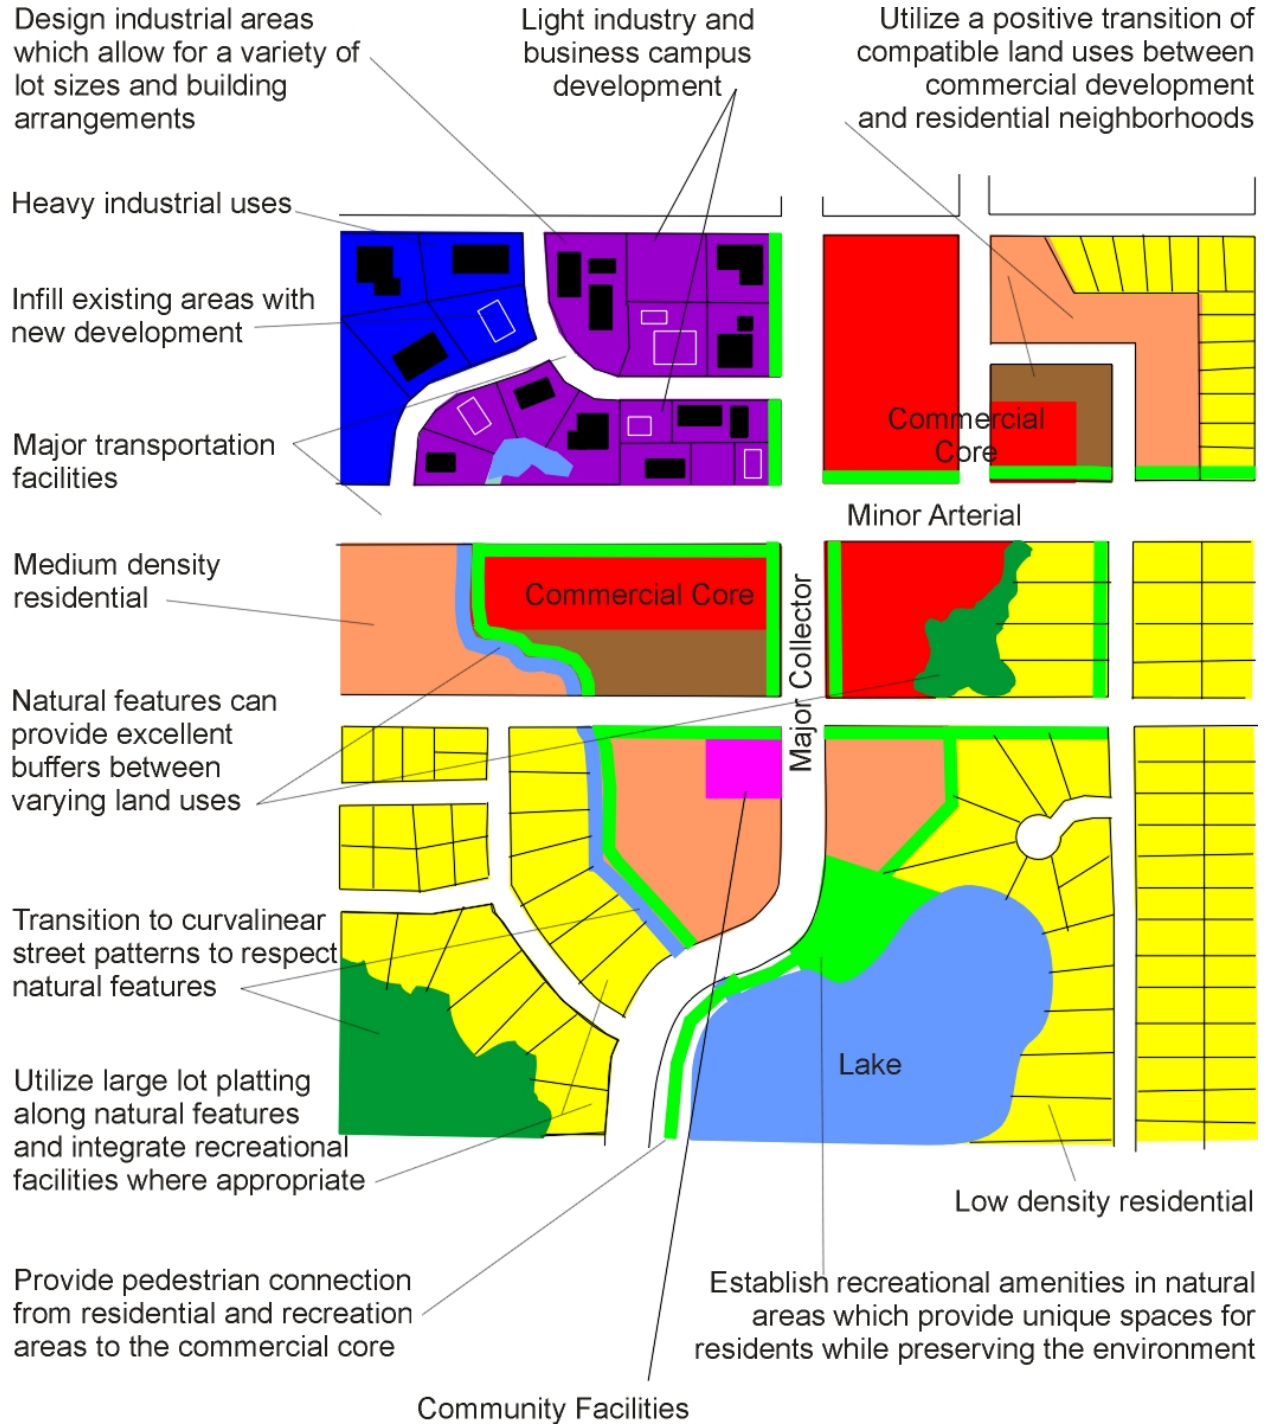 Design industrial areas
which allow for a variety of
lot sizes and building
arrangements
Light industry and
business campus
development
Utilize a positive transition of
compatible land uses between
commercial development
and residential neighborhoods
Heavy industrial uses
Infill existing areas with
new development
Major transportation
facilities
Commercial
Core
Minor Arterial
Medium density
residential
Commercial Core
Major Collector
Natural features can
provide excellent
buffers between
varying land uses
Transition to curvalinear
street patterns to respect
natural features
Lake
Utilize large lot platting
along natural features
and integrate recreational
facilities where appropriate
Low density residential
Provide pedestrian connection
from residential and recreation
areas to the commercial core
Establish recreational amenities in natural
areas which provide unique spaces for
residents while preserving the environment
Community Facilities